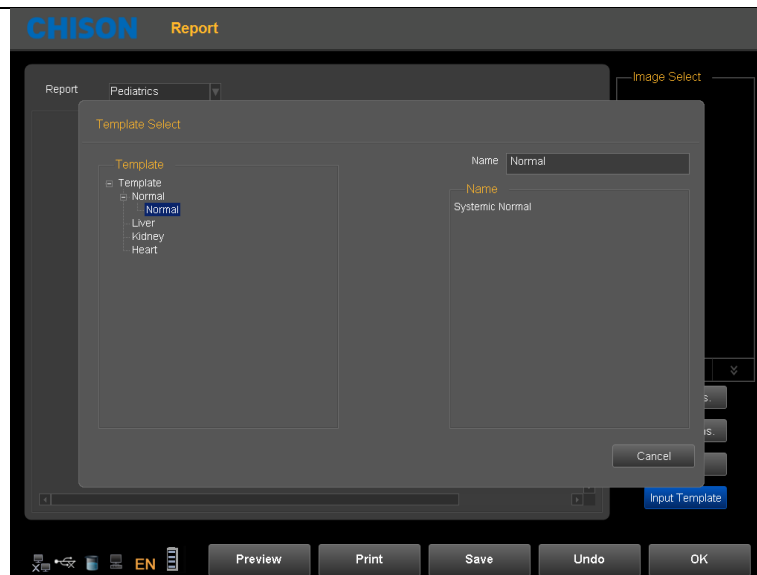 CHISON Report
Image Select
Report Pediatrics
Template Select
Template
Name Normal
Template
Normal
Normal
Liver
Kidney
Heart
Name
Systemic Normal
s.
s.
Cancel
Input Template
EN
Preview Print Save Undo OK